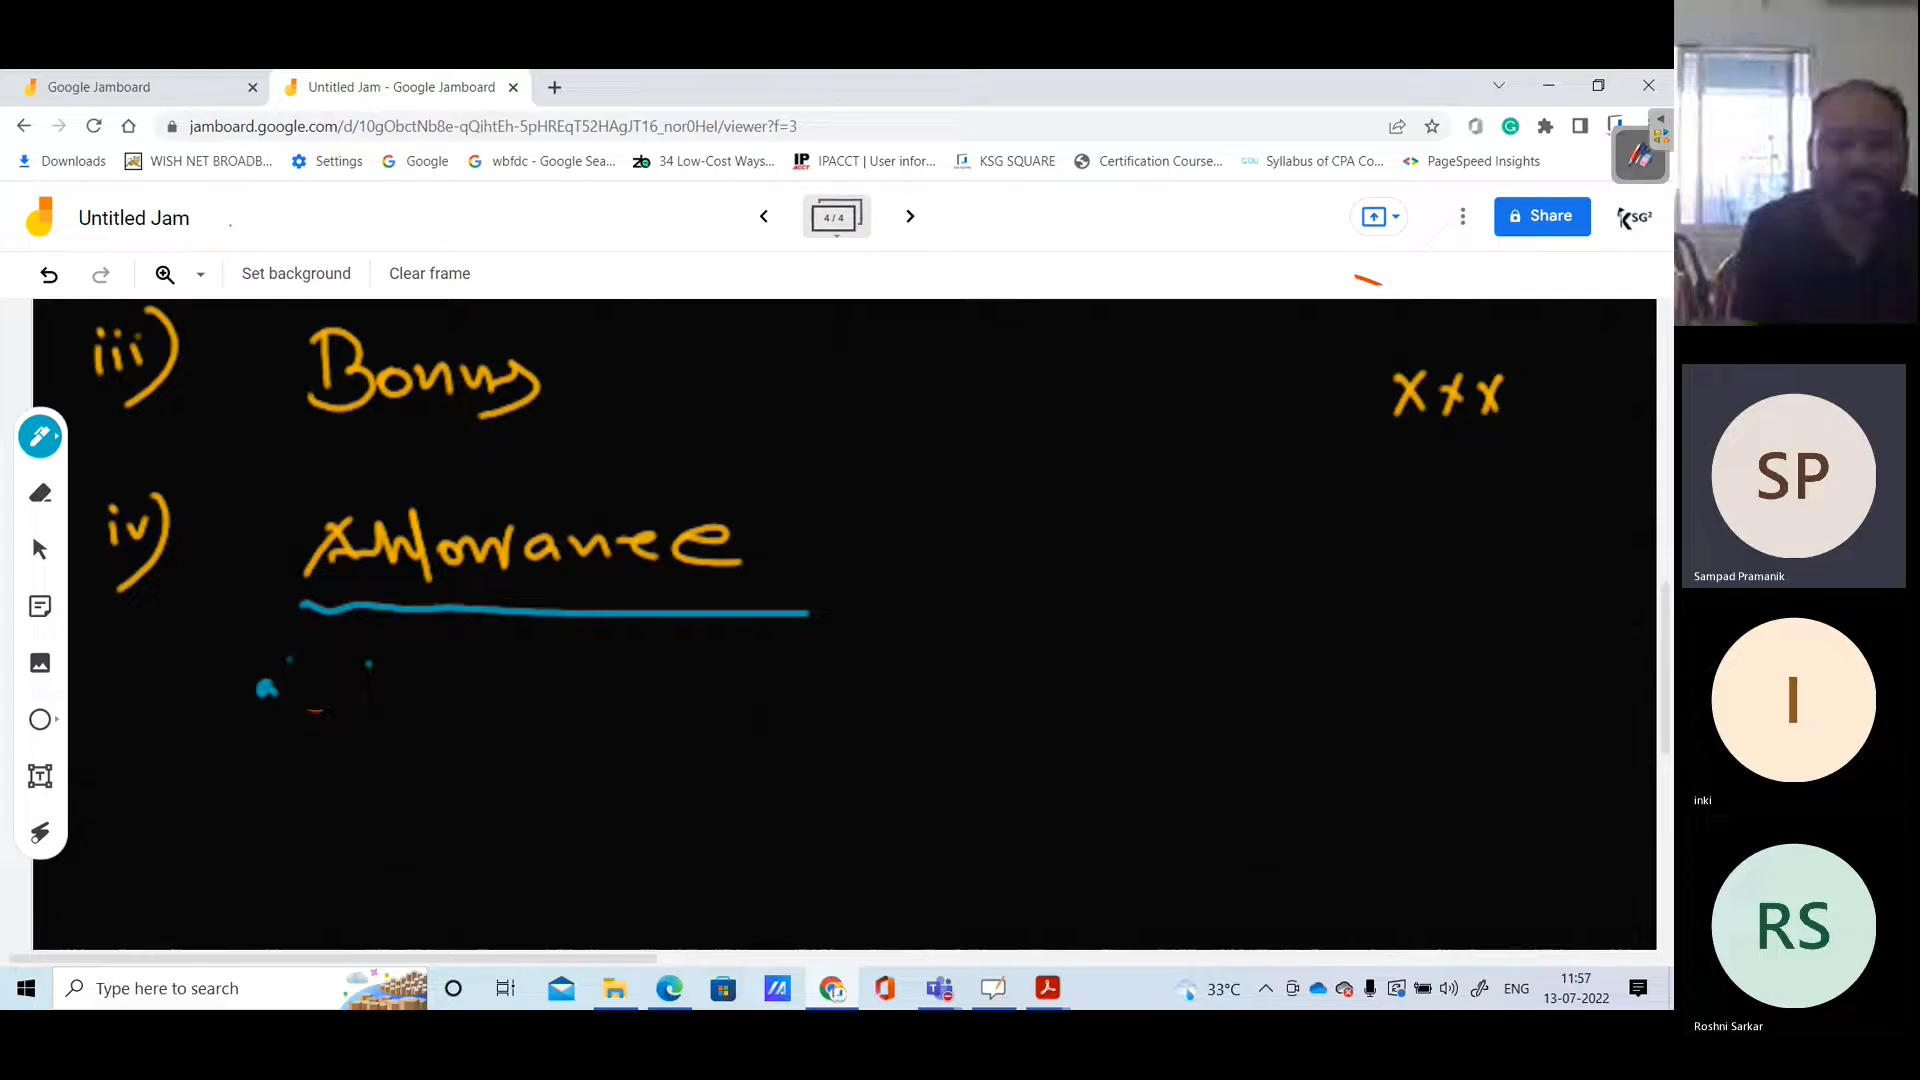 Google Jamboard
Untitled Jam - Google Jamboard
jamboard.google.com/d/10gObctNb8e-qQihtEh-5pHREqT52HAgJT16_nor0HeI/viewer?f=3
Downloads WISH NET BROADB... Settings Google wbfdc - Google Sea... 34 Low-Cost Ways... IPACCT | User infor... KSG SQUARE Certification Course... Syllabus of CPA Co... PageSpeed Insights
Untitled Jam
4 / 4
Share
KSG²
Set background Clear frame
iii) Bonus xxx
iv) Allowance
a
SP
Sampad Pramanik
I
inki
RS
Roshni Sarkar
Type here to search
33°C
ENG
11:57
13-07-2022